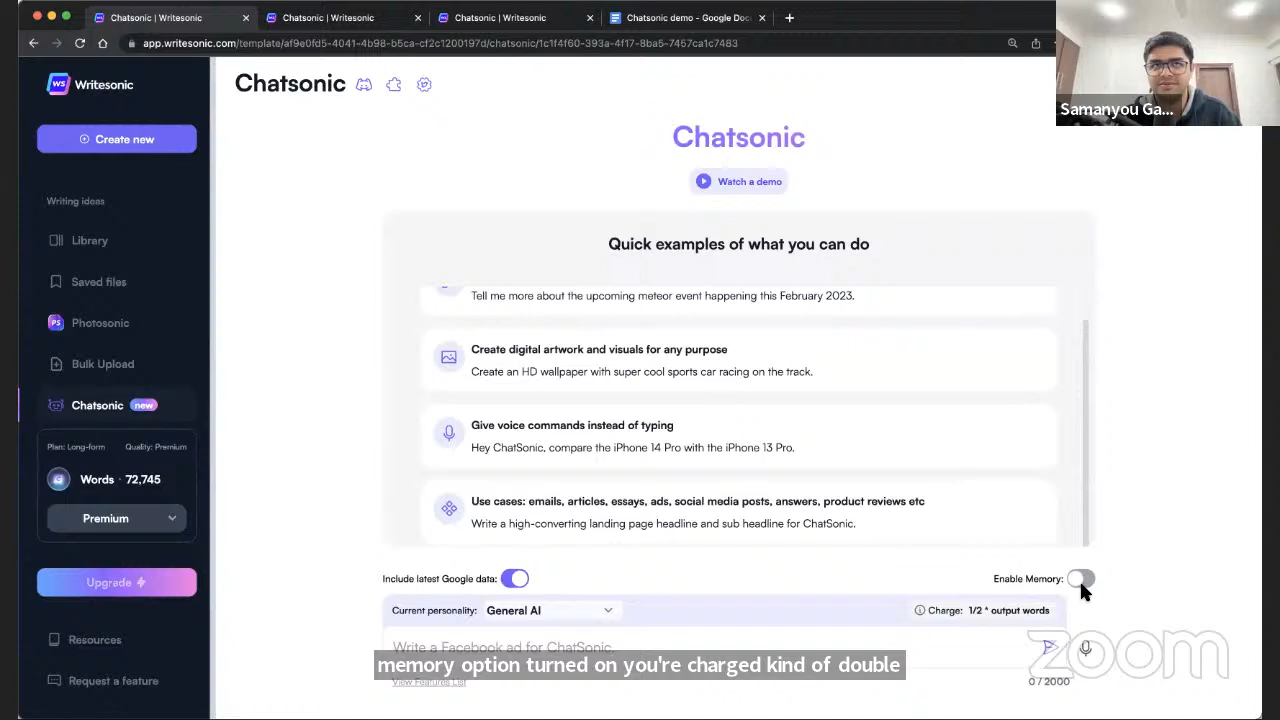 Chatsonic | Writesonic
Chatsonic | Writesonic
Chatsonic | Writesonic
Chatsonic demo - Google Doc
app.writesonic.com/template/af9e0fd5-4041-4b98-b5ca-cf2c1200197d/chatsonic/1c1f4f60-393a-4f17-8ba5-7457ca1c7483
Samanyou Ga...
WS Writesonic
Create new
Writing ideas
Library
Saved files
PS Photosonic
Bulk Upload
Chatsonic new
Plan: Long-form Quality: Premium
Words · 72,745
Premium
Upgrade
Resources
Request a feature
Chatsonic
Chatsonic
Watch a demo
Quick examples of what you can do
Tell me more about the upcoming meteor event happening this February 2023.
Create digital artwork and visuals for any purpose
Create an HD wallpaper with super cool sports car racing on the track.
Give voice commands instead of typing
Hey ChatSonic, compare the iPhone 14 Pro with the iPhone 13 Pro.
Use cases: emails, articles, essays, ads, social media posts, answers, product reviews etc
Write a high-converting landing page headline and sub headline for ChatSonic.
Include latest Google data:
Enable Memory:
Current personality: General AI
Charge: 1/2 * output words
Write a Facebook ad for ChatSonic.
memory option turned on you're charged kind of double
View Features List
0 / 2000
zoom